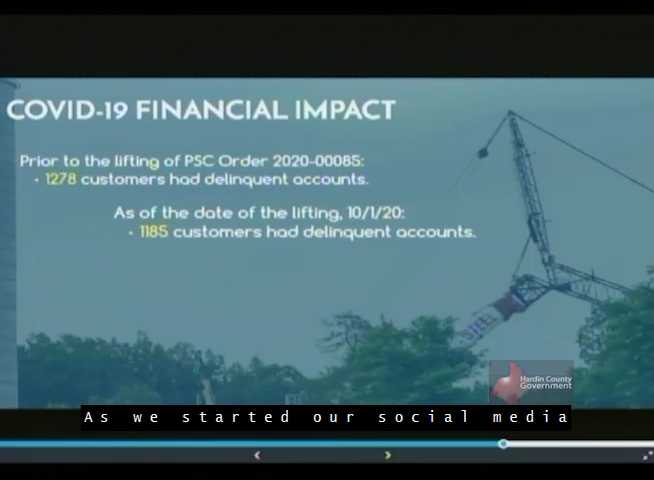 COVID-19 FINANCIAL IMPACT
Prior to the lifting of PSC Order 2020-00085:
• 1278 customers had delinquent accounts.
As of the date of the lifting, 10/1/20:
• 1185 customers had delinquent accounts.
STEEL
Hardin County
Government
As we started our social media